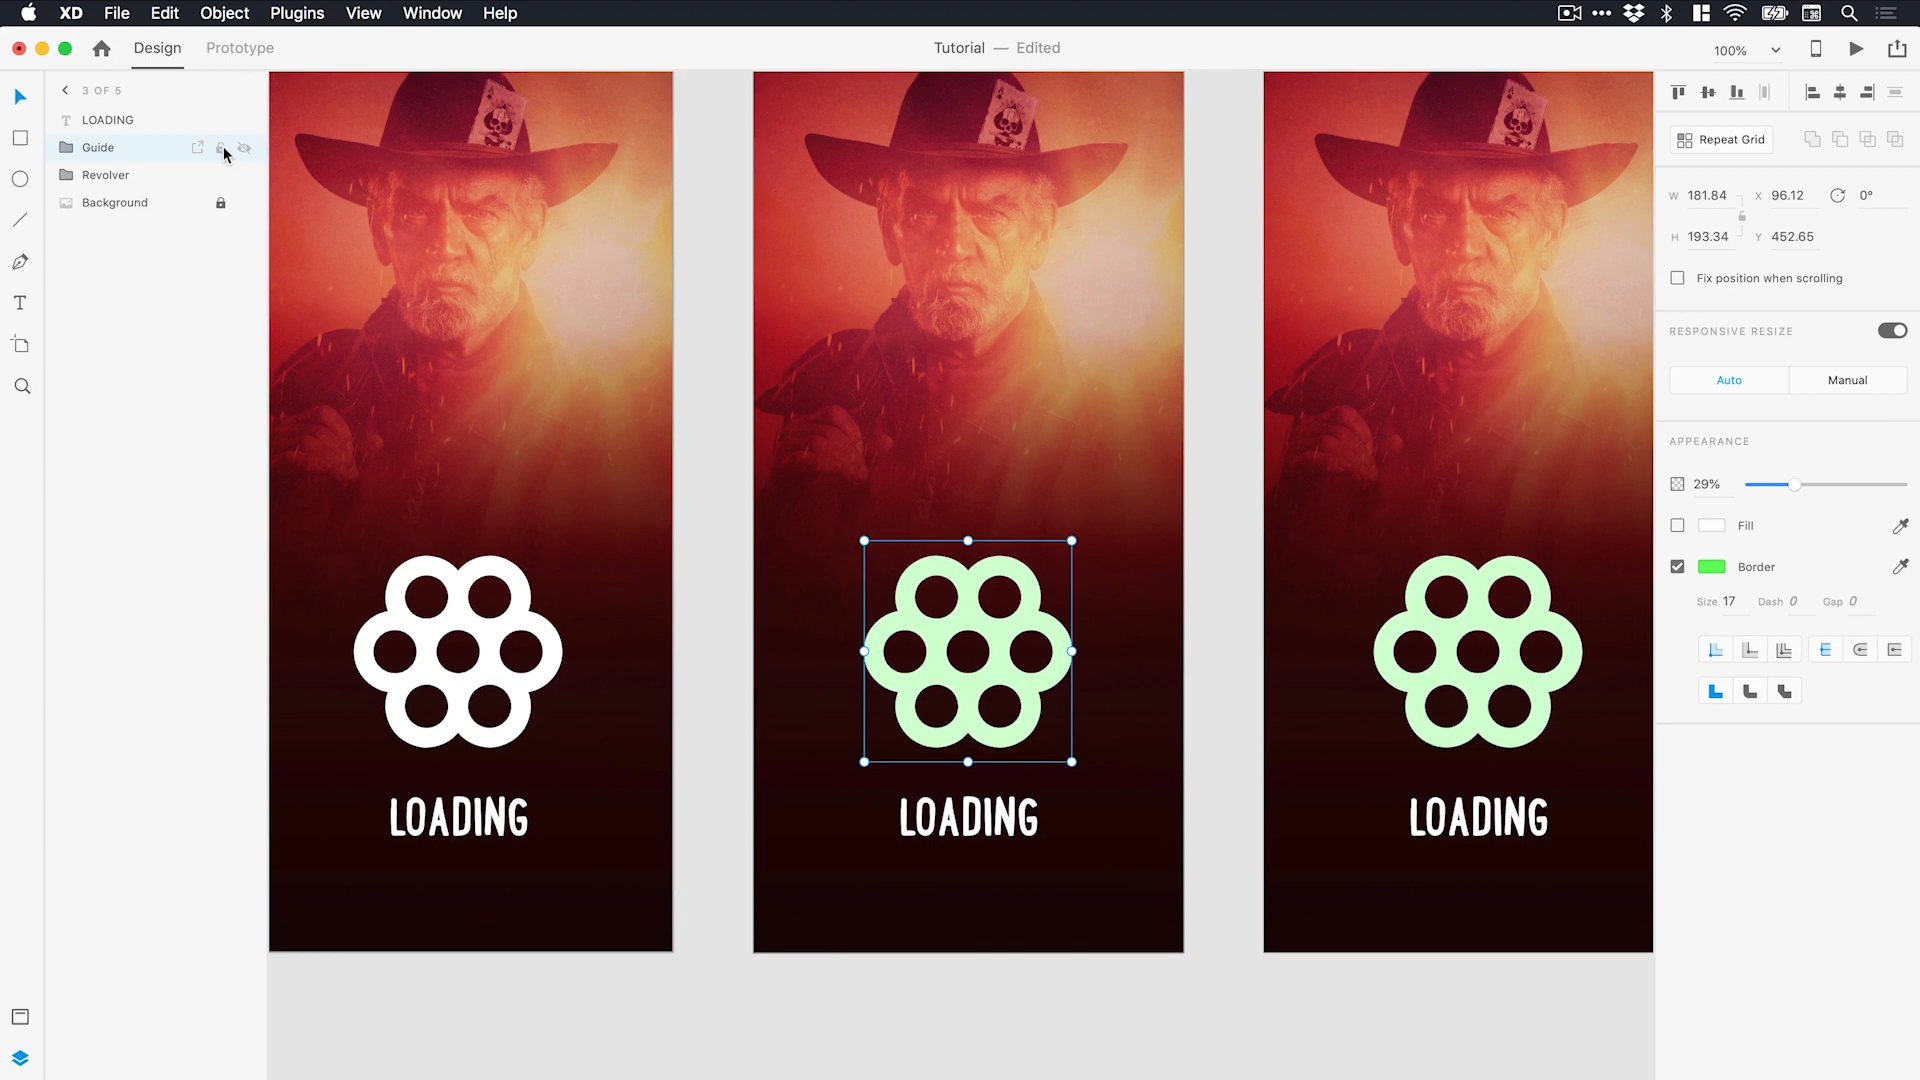 XD File Edit Object Plugins View Window Help
Design Prototype
Tutorial — Edited
100%
3 OF 5
LOADING
Guide
Revolver
Background
Repeat Grid
W 181.84 X 96.12 0°
H 193.34 Y 452.65
Fix position when scrolling
RESPONSIVE RESIZE
Auto Manual
APPEARANCE
29%
Fill
Border
Size 17 Dash 0 Gap 0
LOADING
LOADING
LOADING